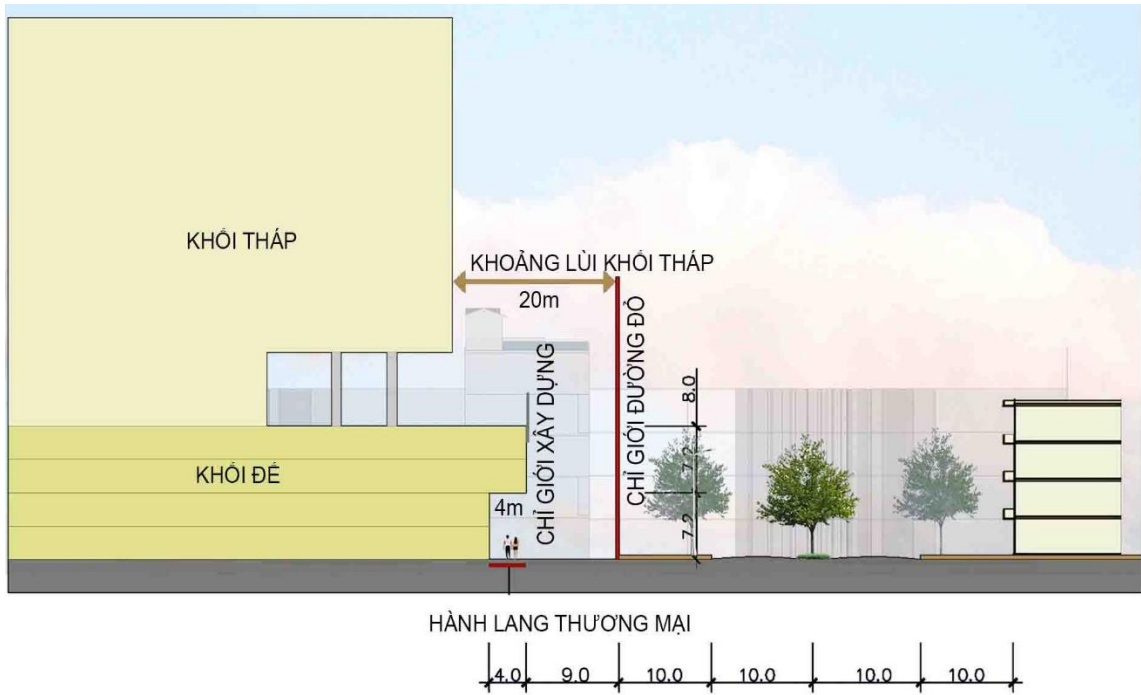 KHỐI THÁP
KHOẢNG LÙI KHỐI THÁP
20m
CHỈ GIỚI XÂY DỰNG
CHỈ GIỚI ĐƯỜNG ĐỎ
8.0
7.2
7.2
KHỐI ĐẾ
4m
HÀNH LANG THƯƠNG MẠI
4.0 9.0 10.0 10.0 10.0 10.0